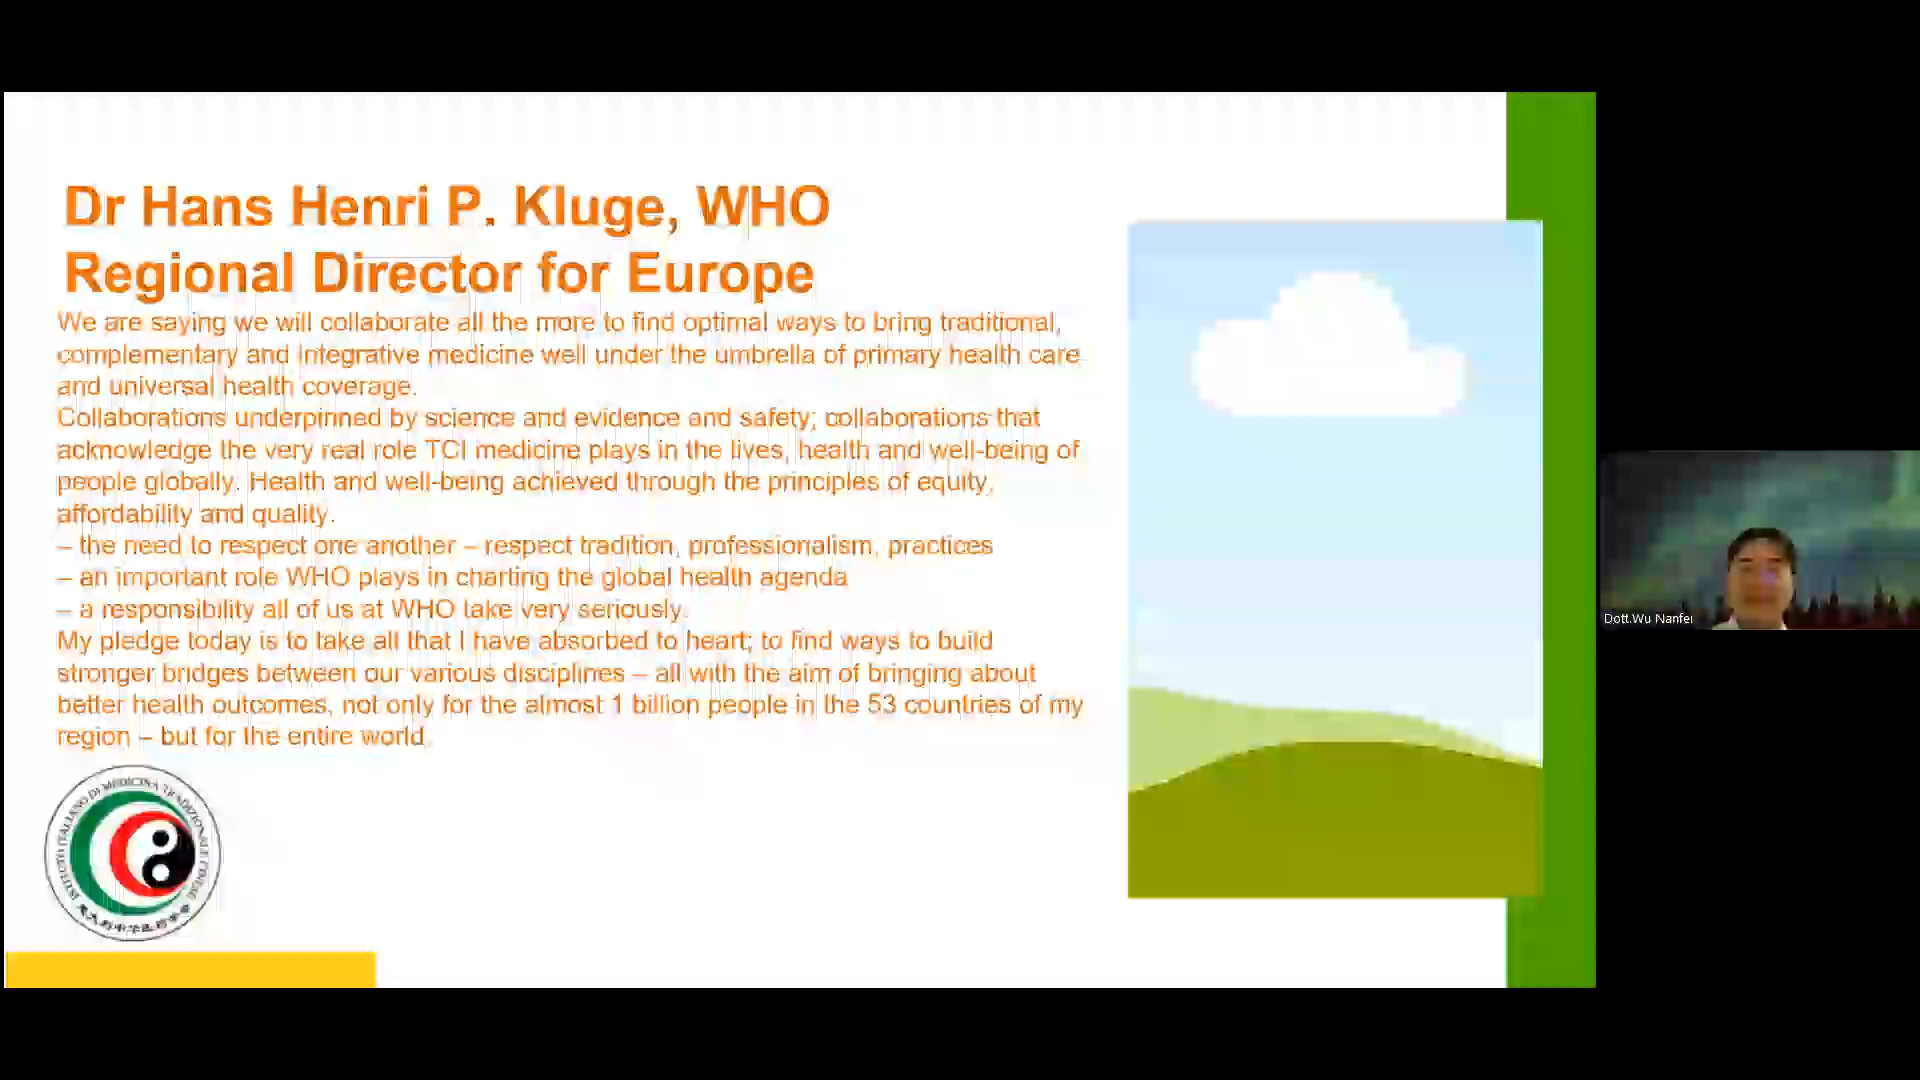 Dr Hans Henri P. Kluge, WHO
Regional Director for Europe
We are saying we will collaborate all the more to find optimal ways to bring traditional,
complementary and integrative medicine well under the umbrella of primary health care
and universal health coverage.
Collaborations underpinned by science and evidence and safety; collaborations that
acknowledge the very real role TCI medicine plays in the lives, health and well-being of
people globally. Health and well-being achieved through the principles of equity,
affordability and quality.
– the need to respect one another – respect tradition, professionalism, practices
– an important role WHO plays in charting the global health agenda
– a responsibility all of us at WHO take very seriously.
My pledge today is to take all that I have absorbed to heart; to find ways to build
stronger bridges between our various disciplines – all with the aim of bringing about
better health outcomes, not only for the almost 1 billion people in the 53 countries of my
region – but for the entire world.
ISTITUTO ITALIANO DI MEDICINA TRADIZIONALE CINESE
Dott.Wu Nanfei